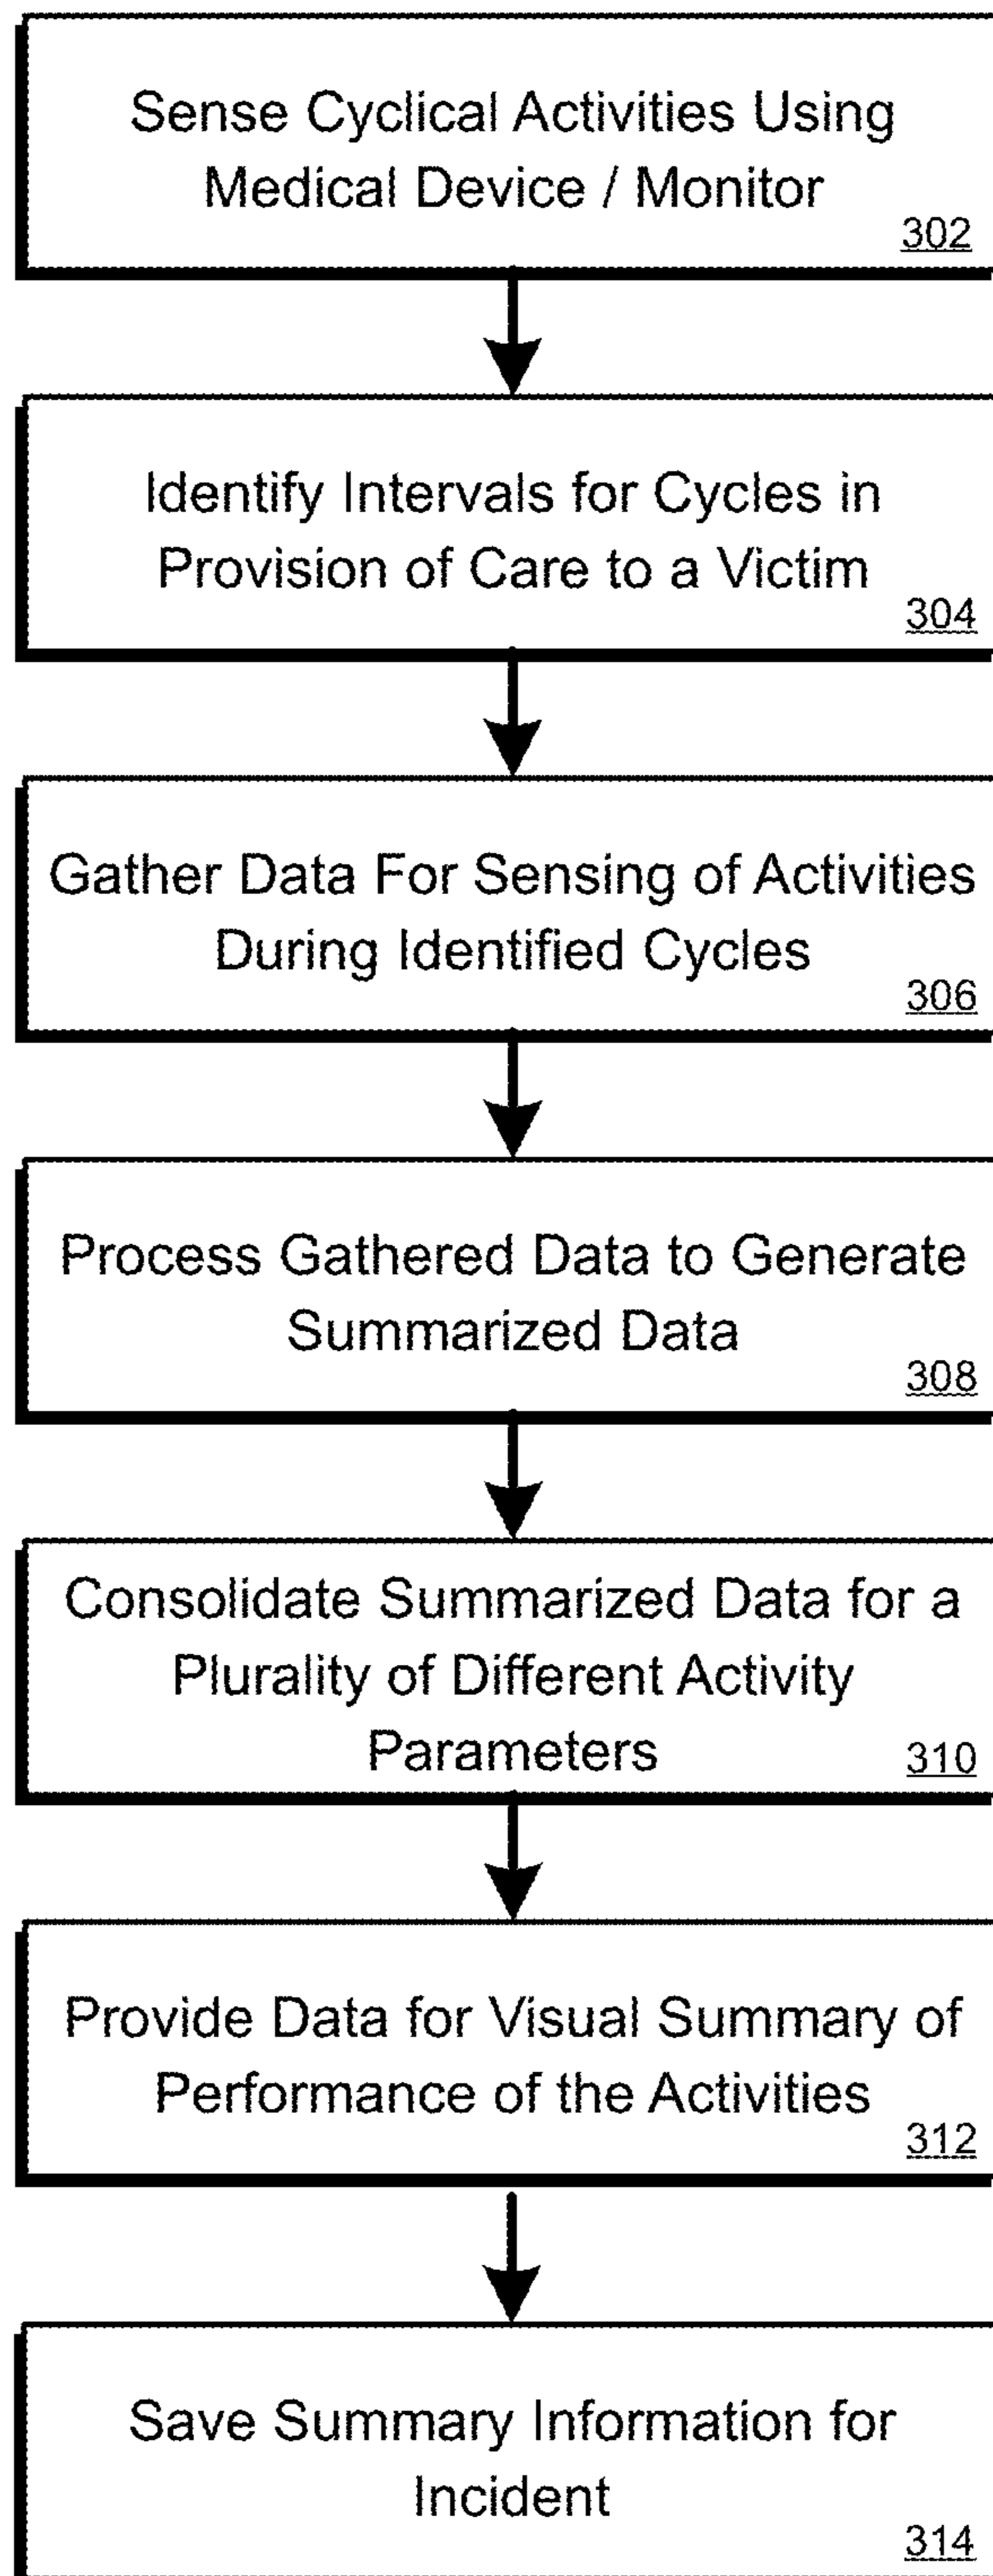 Sense Cyclical Activities Using
Medical Device / Monitor
302
Identify Intervals for Cycles in
Provision of Care to a Victim
304
Gather Data For Sensing of Activities
During Identified Cycles
306
Process Gathered Data to Generate
Summarized Data
308
Consolidate Summarized Data for a
Plurality of Different Activity
Parameters
310
Provide Data for Visual Summary of
Performance of the Activities
312
Save Summary Information for
Incident
314